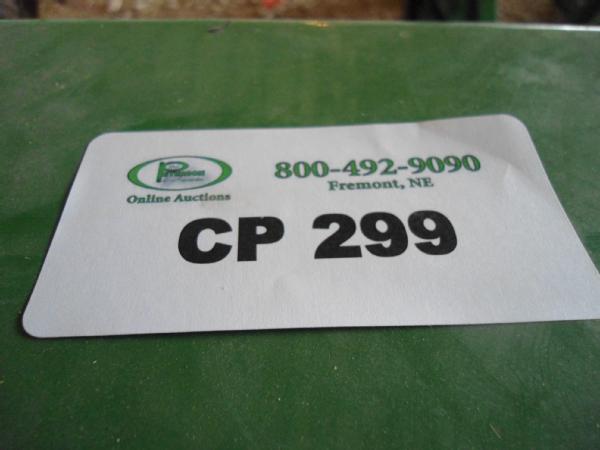 800-492-9090
Fremont, NE
Online Auctions
CP 299